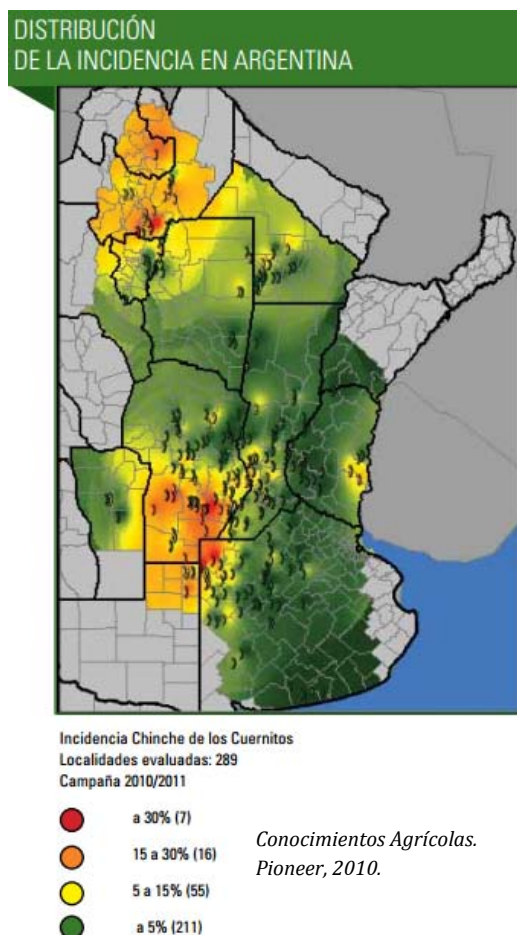 DISTRIBUCIÓN
DE LA INCIDENCIA EN ARGENTINA
Incidencia Chinche de los Cuernitos
Localidades evaluadas: 289
Campaña 2010/2011
a 30% (7)
15 a 30% (16)
5 a 15% (55)
a 5% (211)
Conocimientos Agrícolas.
Pioneer, 2010.